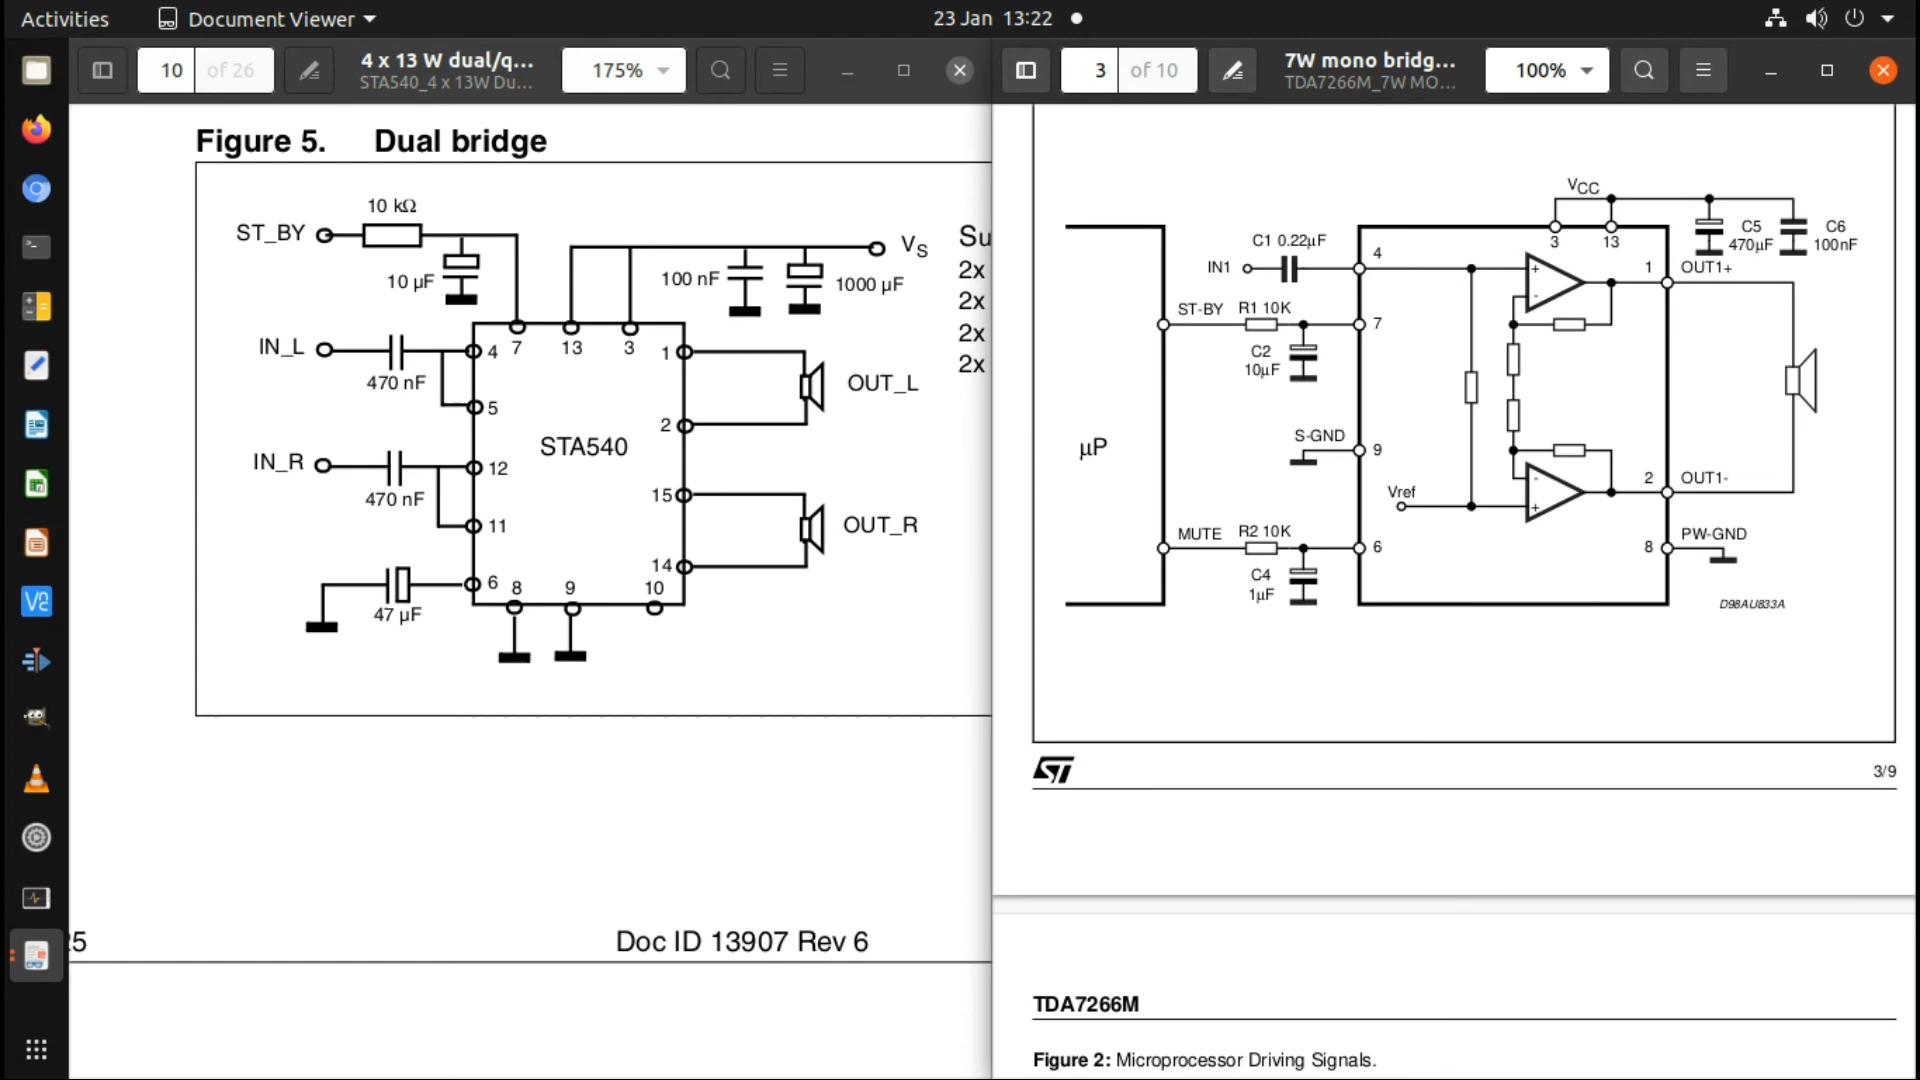 Activities
Document Viewer
23 Jan 13:22
10 of 26
4 x 13 W dual/q...
STA540_4 x 13W Du...
175%
3 of 10
7W mono bridg...
TDA7266M_7W MO...
100%
Figure 5. Dual bridge
10 kΩ
ST_BY
10 µF
VS
100 nF
1000 µF
Su
2x
2x
2x
2x
IN_L
470 nF
4
7
13
3
1
5
2
OUT_L
STA540
IN_R
470 nF
12
11
15
14
OUT_R
6
8
9
10
47 µF
25
Doc ID 13907 Rev 6
VCC
3
13
C5
470µF
C6
100nF
C1 0.22µF
IN1
4
1
OUT1+
+
-
ST-BY
R1 10K
7
C2
10µF
S-GND
9
µP
Vref
-
+
2
OUT1-
MUTE
R2 10K
6
8
PW-GND
C4
1µF
D98AU833A
ST
3/9
TDA7266M
Figure 2: Microprocessor Driving Signals.